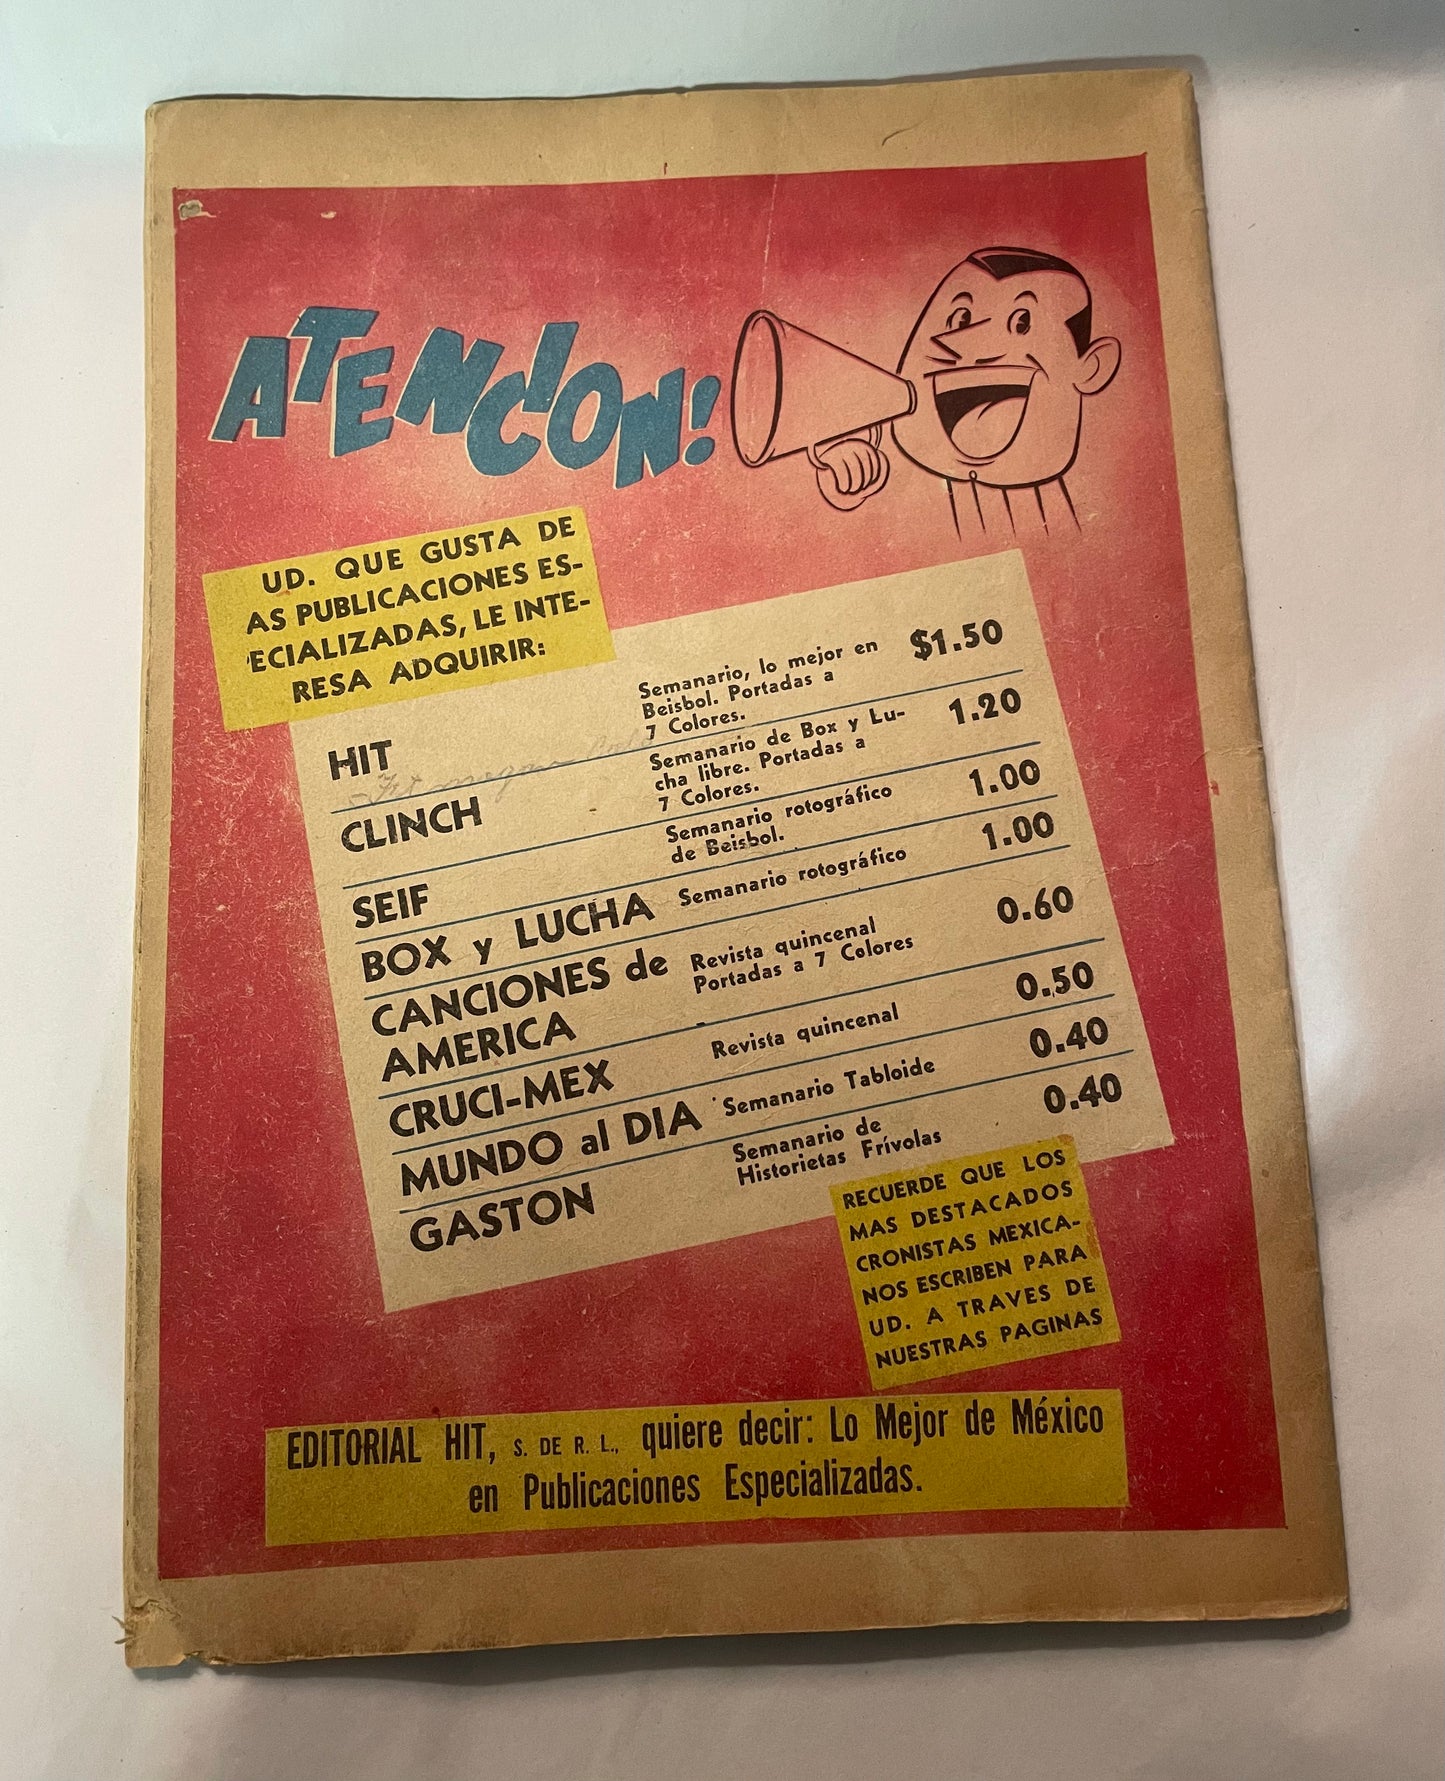 ATENCION!
UD. QUE GUSTA DE
AS PUBLICACIONES ES-
ECIALIZADAS, LE INTE-
RESA ADQUIRIR:
HIT Semanario, lo mejor en $1.50
Beisbol. Portadas a
7 Colores.
CLINCH Semanario de Box y Lu- 1.20
cha libre. Portadas a
7 Colores.
SEIF Semanario rotográfico 1.00
de Beisbol.
BOX y LUCHA Semanario rotográfico 1.00
CANCIONES de Revista quincenal 0.60
AMERICA Portadas a 7 Colores
CRUCI-MEX Revista quincenal 0.50
MUNDO al DIA Semanario Tabloide 0.40
GASTON Semanario de 0.40
Historietas Frívolas
RECUERDE QUE LOS
MAS DESTACADOS
CRONISTAS MEXICA-
NOS ESCRIBEN PARA
UD. A TRAVES DE
NUESTRAS PAGINAS
EDITORIAL HIT, S. DE R. L., quiere decir: Lo Mejor de México
en Publicaciones Especializadas.